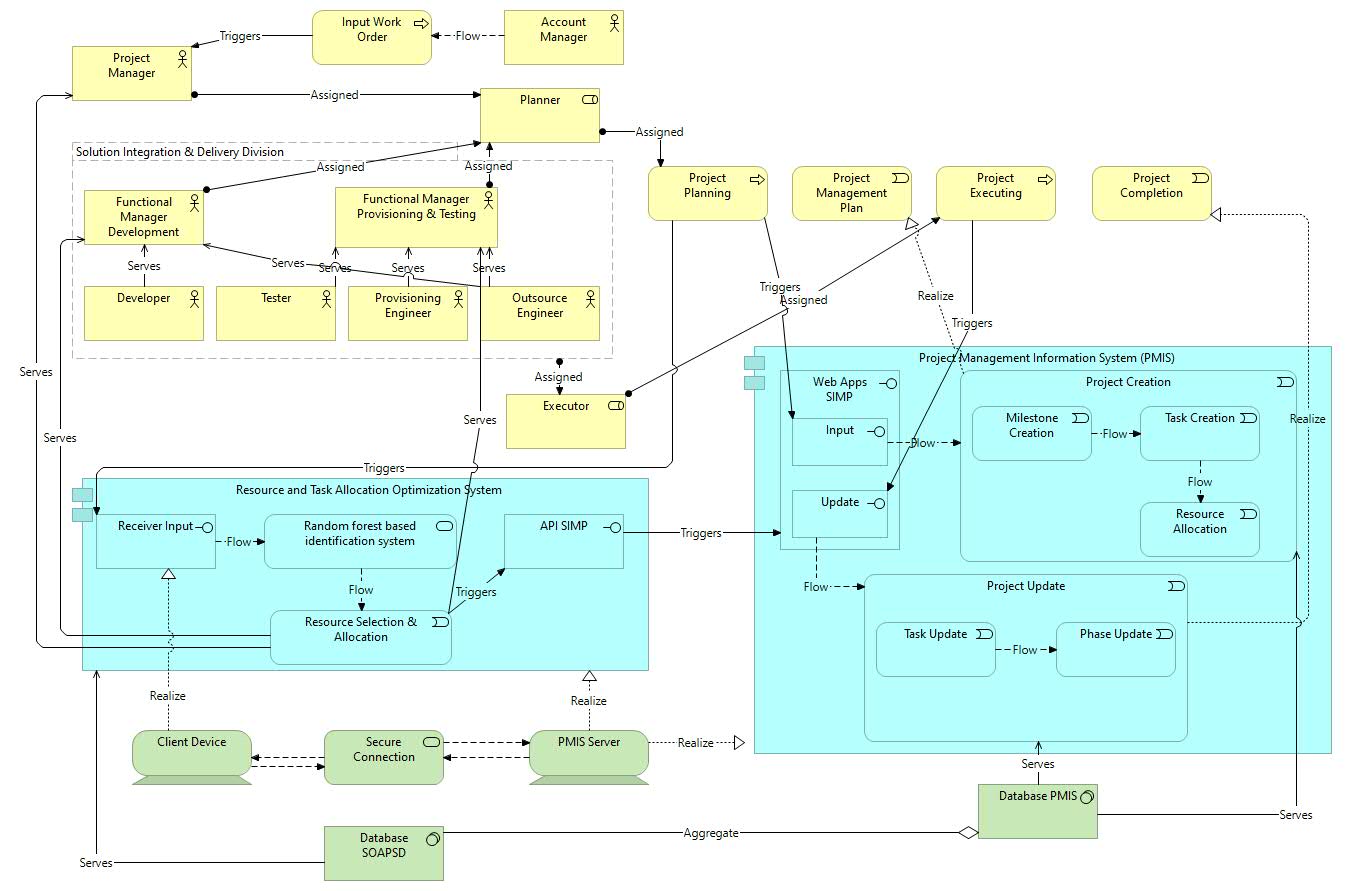 Input Work
Order
Account
Manager
Triggers
Flow
Project
Manager
Assigned
Planner
Assigned
Solution Integration & Delivery Division
Assigned
Assigned
Project
Planning
Project
Management
Plan
Project
Executing
Project
Completion
Functional
Manager
Development
Functional Manager
Provisioning & Testing
Serves
Serves
Serves
Serves
Serves
Developer
Tester
Provisioning
Engineer
Outsource
Engineer
Triggers
Assigned
Realize
Triggers
Serves
Assigned
Executor
Project Management Information System (PMIS)
Web Apps
SIMP
Project Creation
Input
Flow
Milestone
Creation
Flow
Task Creation
Realize
Serves
Serves
Triggers
Flow
Resource and Task Allocation Optimization System
Update
Resource
Allocation
Receiver Input
Flow
Random forest based
identification system
API SIMP
Triggers
Flow
Triggers
Flow
Project Update
Resource Selection &
Allocation
Task Update
Flow
Phase Update
Realize
Realize
Client Device
Secure
Connection
PMIS Server
Realize
Serves
Database PMIS
Serves
Database
SOAPSD
Aggregate
Serves